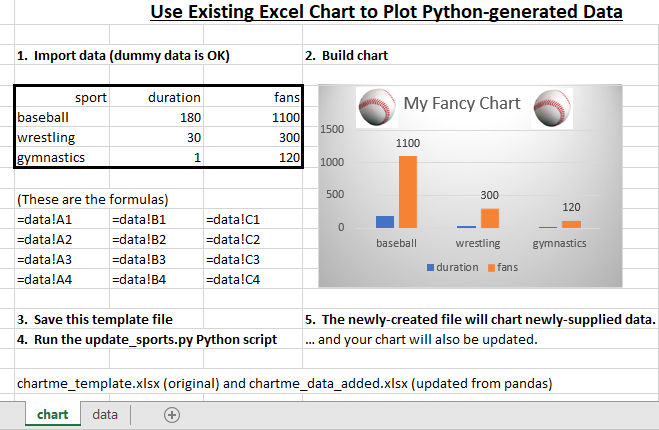 Use Existing Excel Chart to Plot Python-generated Data
1. Import data (dummy data is OK)
2. Build chart
sport duration fans
baseball 180 1100
wrestling 30 300
gymnastics 1 120
My Fancy Chart
1500
1000
500
0
1100
300
120
baseball wrestling gymnastics
duration fans
(These are the formulas)
=data!A1 =data!B1 =data!C1
=data!A2 =data!B2 =data!C2
=data!A3 =data!B3 =data!C3
=data!A4 =data!B4 =data!C4
3. Save this template file
4. Run the update_sports.py Python script
5. The newly-created file will chart newly-supplied data.
... and your chart will also be updated.
chartme_template.xlsx (original) and chartme_data_added.xlsx (updated from pandas)
chart data